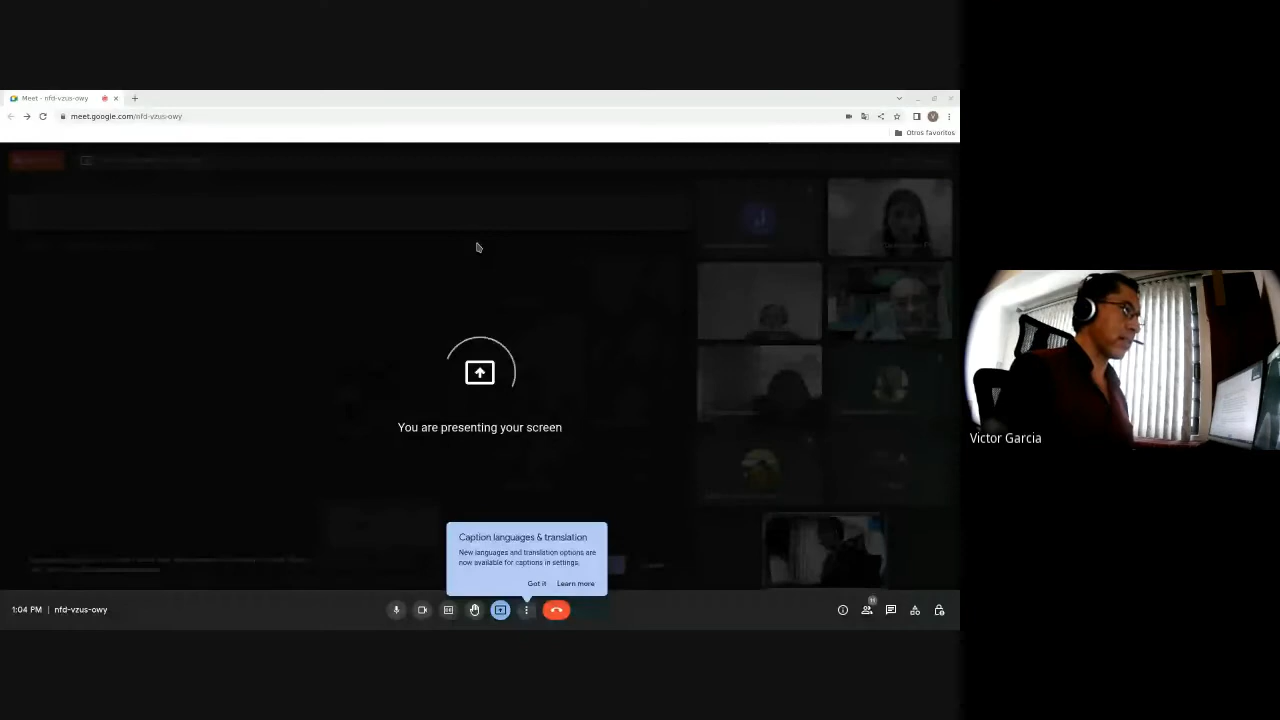 Meet - nfd-vzus-owy
meet.google.com/nfd-vzus-owy
V
Otros favoritos
J
You are presenting your screen
Caption languages & translation
New languages and translation options are
now available for captions in settings.
Got it
Learn more
1:04 PM | nfd-vzus-owy
11
Victor Garcia